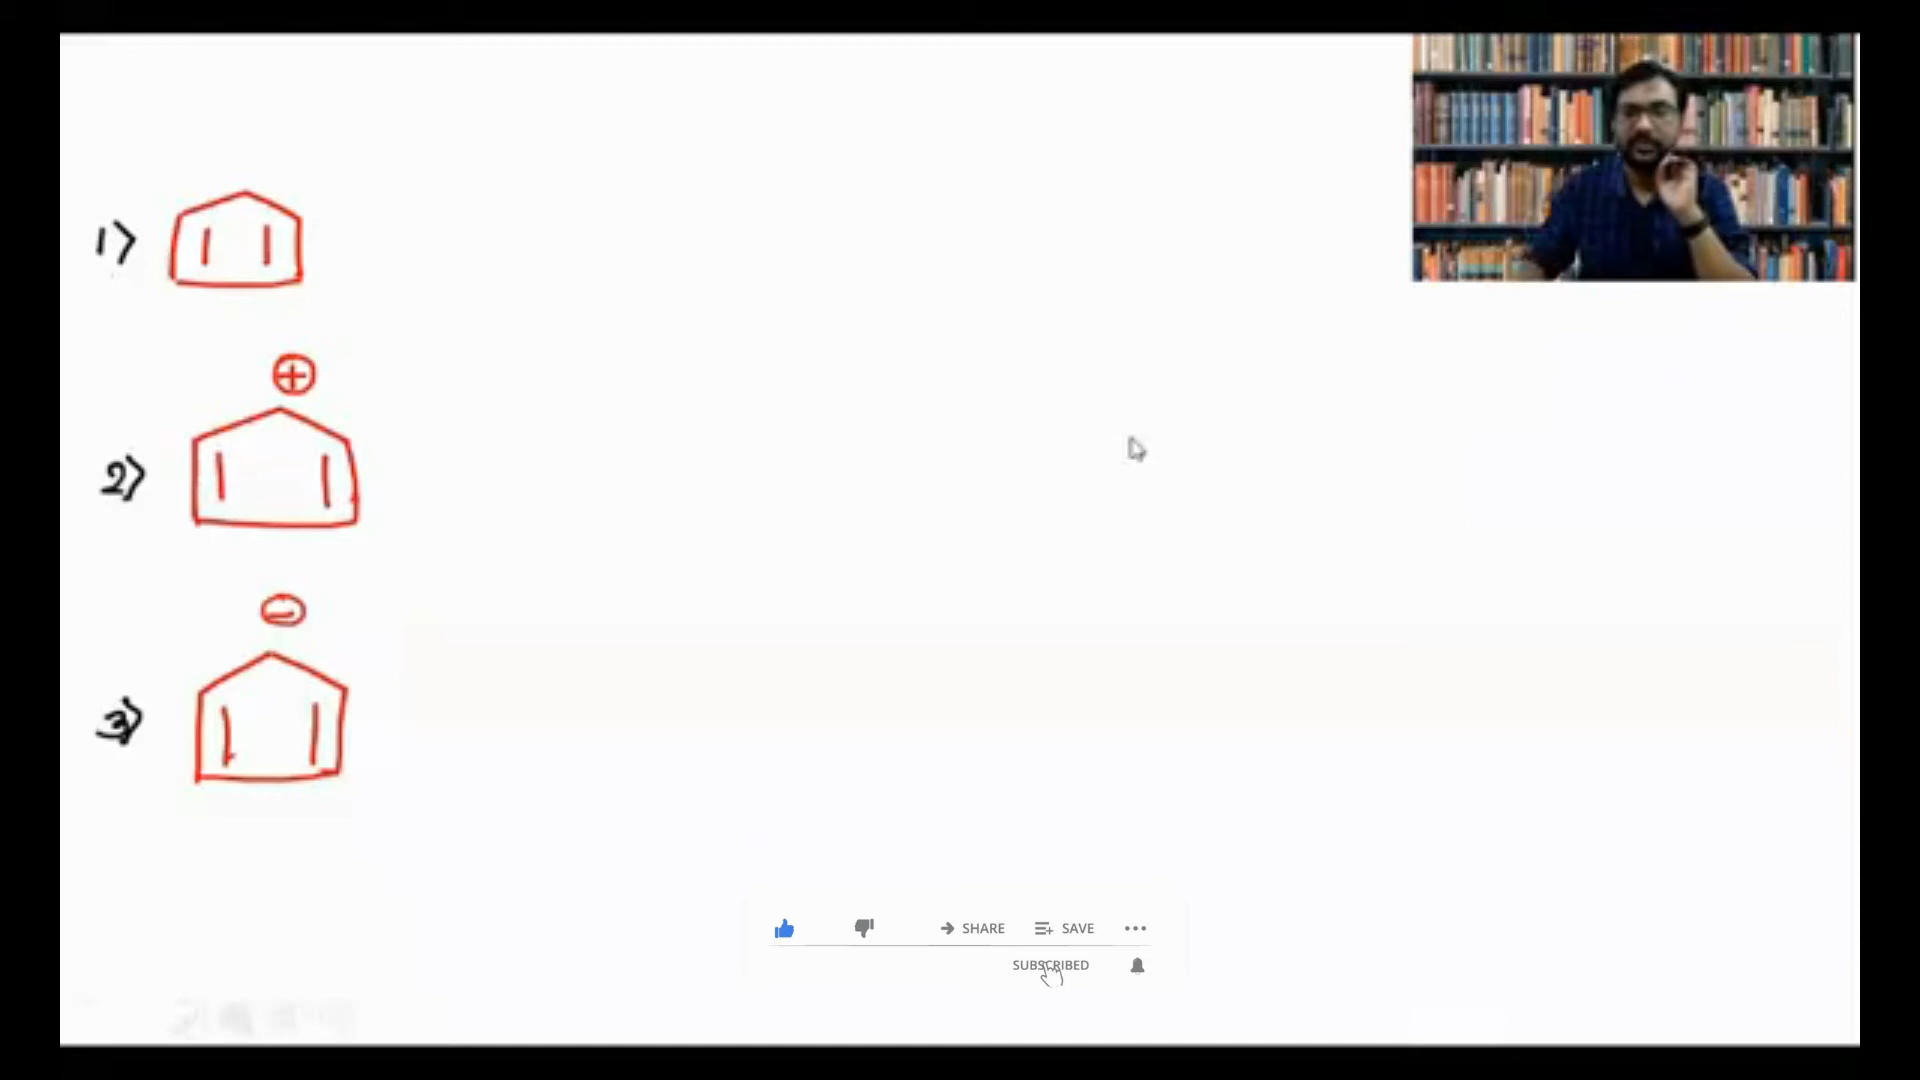 1)
⊕
2)
⊖
3)
SHARE SAVE
SUBSCRIBED